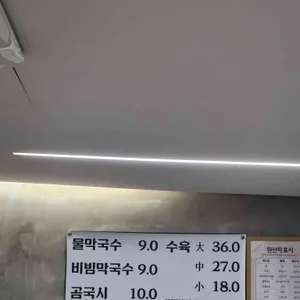 물막국수 9.0 수육 大 36.0
비빔막국수 9.0 中 27.0
곰국시 10.0 小 18.0
원산지표시